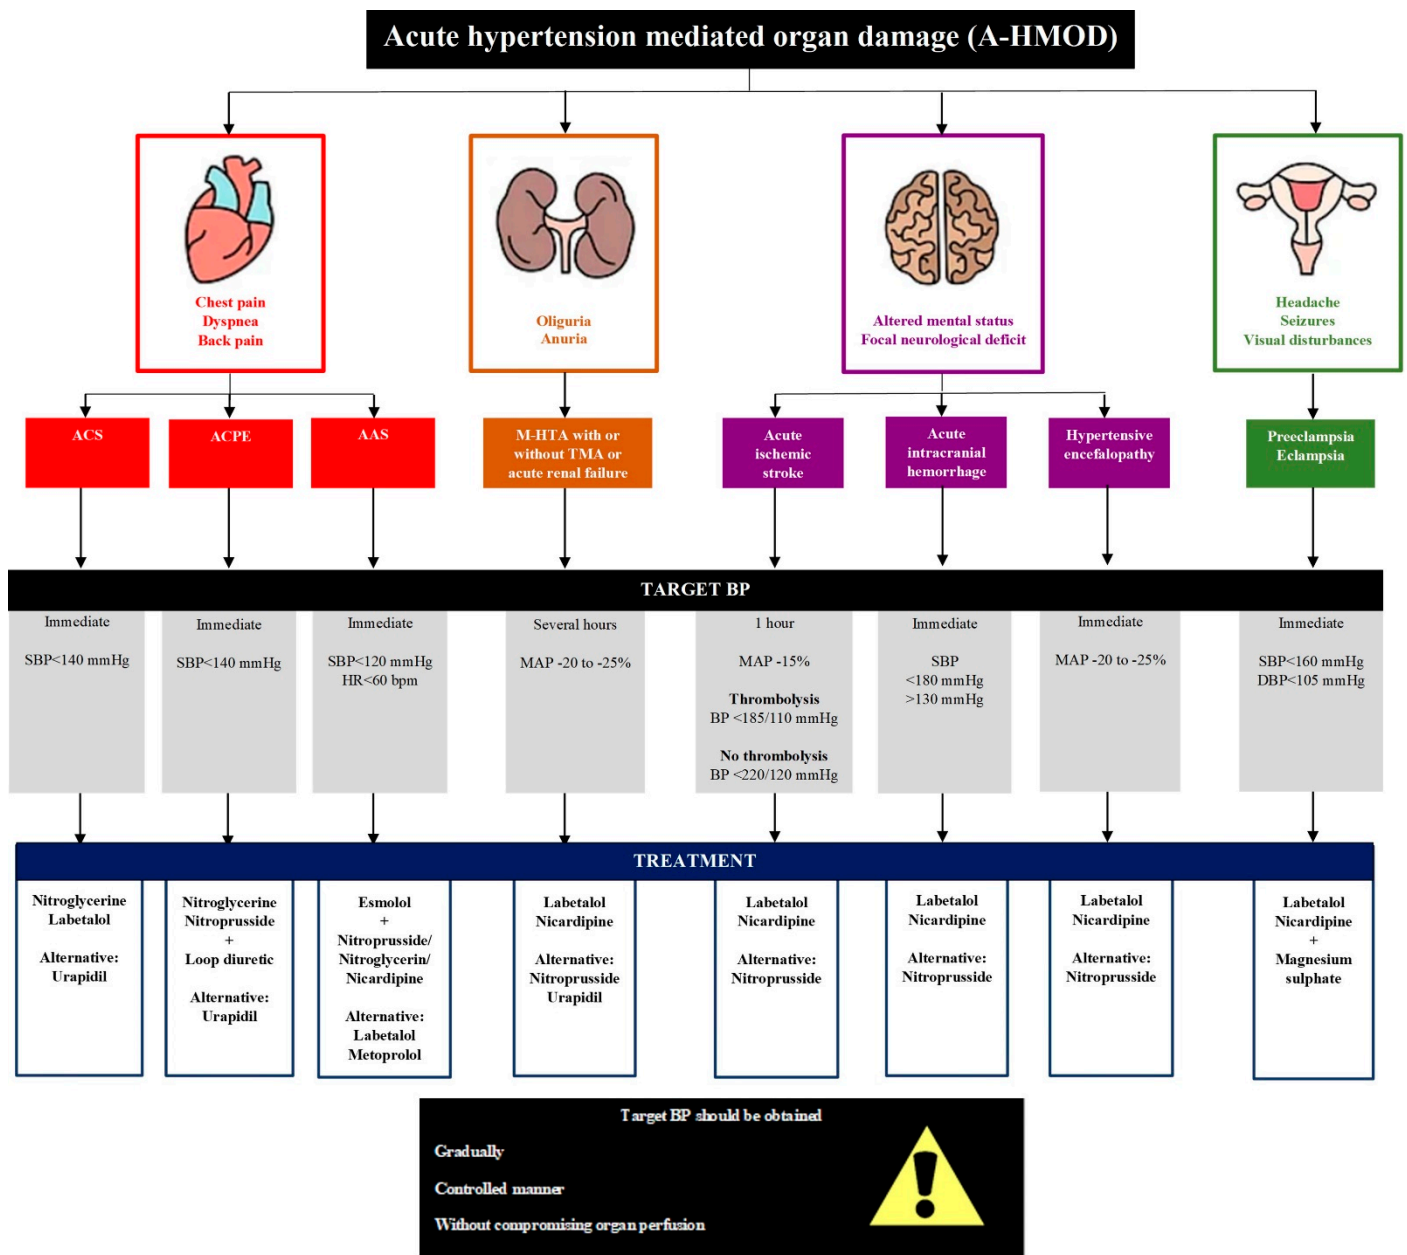 Acute hypertension mediated organ damage (A-HMOD)
Chest pain
Dyspnea
Back pain
Oliguria
Anuria
Altered mental status
Focal neurological deficit
Headache
Seizures
Visual disturbances
ACS
ACPE
AAS
M-HTA with or
without TMA or
acute renal failure
Acute
ischemic
stroke
Acute
intracranial
hemorrhage
Hypertensive
encefalopathy
Preeclampsia
Eclampsia
TARGET BP
Immediate
SBP<140 mmHg
Immediate
SBP<140 mmHg
Immediate
SBP<120 mmHg
HR<60 bpm
Several hours
MAP -20 to -25%
1 hour
MAP -15%
Thrombolysis
BP <185/110 mmHg
No thrombolysis
BP <220/120 mmHg
Immediate
SBP
<180 mmHg
>130 mmHg
Immediate
MAP -20 to -25%
Immediate
SBP<160 mmHg
DBP<105 mmHg
TREATMENT
Nitroglycerine
Labetalol
Alternative:
Urapidil
Nitroglycerine
Nitroprusside
+
Loop diuretic
Alternative:
Urapidil
Esmolol
+
Nitroprusside/
Nitroglycerin/
Nicardipine
Alternative:
Labetalol
Metoprolol
Labetalol
Nicardipine
Alternative:
Nitroprusside
Urapidil
Labetalol
Nicardipine
Alternative:
Nitroprusside
Labetalol
Nicardipine
Alternative:
Nitroprusside
Labetalol
Nicardipine
Alternative:
Nitroprusside
Labetalol
Nicardipine
+
Magnesium
sulphate
Target BP should be obtained
Gradually
Controlled manner
Without compromising organ perfusion